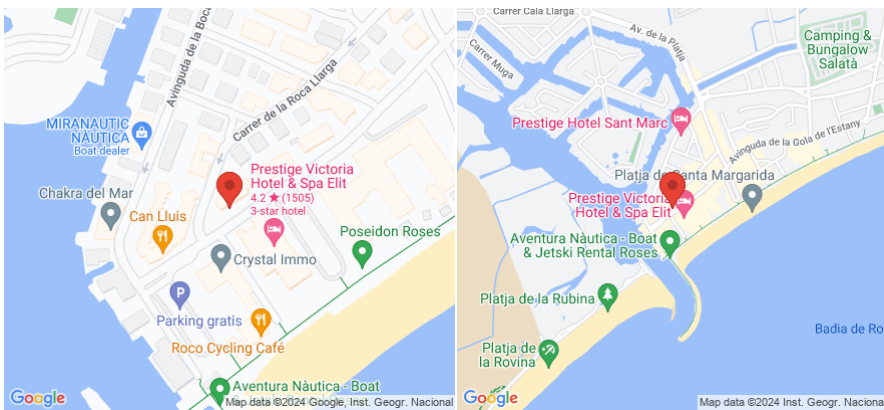 Avinguda de la Roca
Carrer de la Roca Llarga
MIRANAUTIC
NÀUTICA
Boat dealer
Prestige Victoria
Hotel & Spa Elit
4.2 ★ (1505)
3-star hotel
Chakra del Mar
Can Lluis
Poseidon Roses
Crystal Immo
P
Parking gratis
Roco Cycling Café
Aventura Nàutica - Boat
Google
Map data ©2024 Google, Inst. Geogr. Nacional
Carrer Cala Llarga
Av. de la Platja
Carrer Muga
Camping &
Bungalow
Salatà
Prestige Hotel Sant Marc
Avinguda de la Gola de l'Estany
Platja de Santa Margarida
Prestige Victoria
Hotel & Spa Elit
Aventura Nàutica - Boat
& Jetski Rental Roses
Platja de la Rubina
Platja de
la Rovina
Badia de Ro
Google
Map data ©2024 Inst. Geogr. Nacional